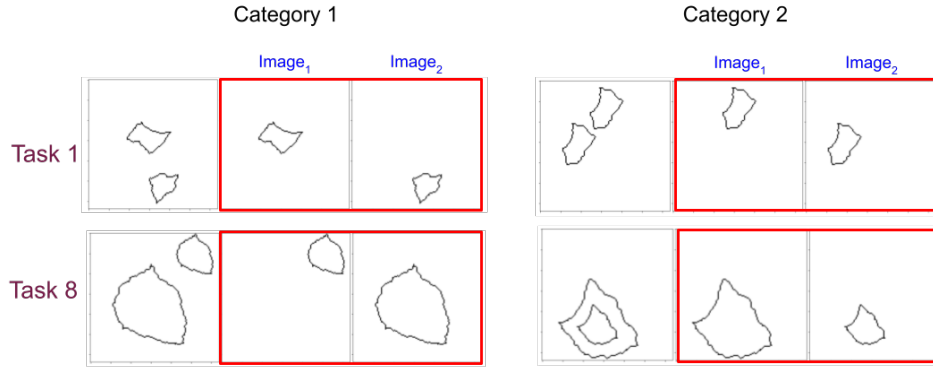 Category 1
Category 2
Image₁
Image₂
Image₁
Image₂
Task 1
Task 8